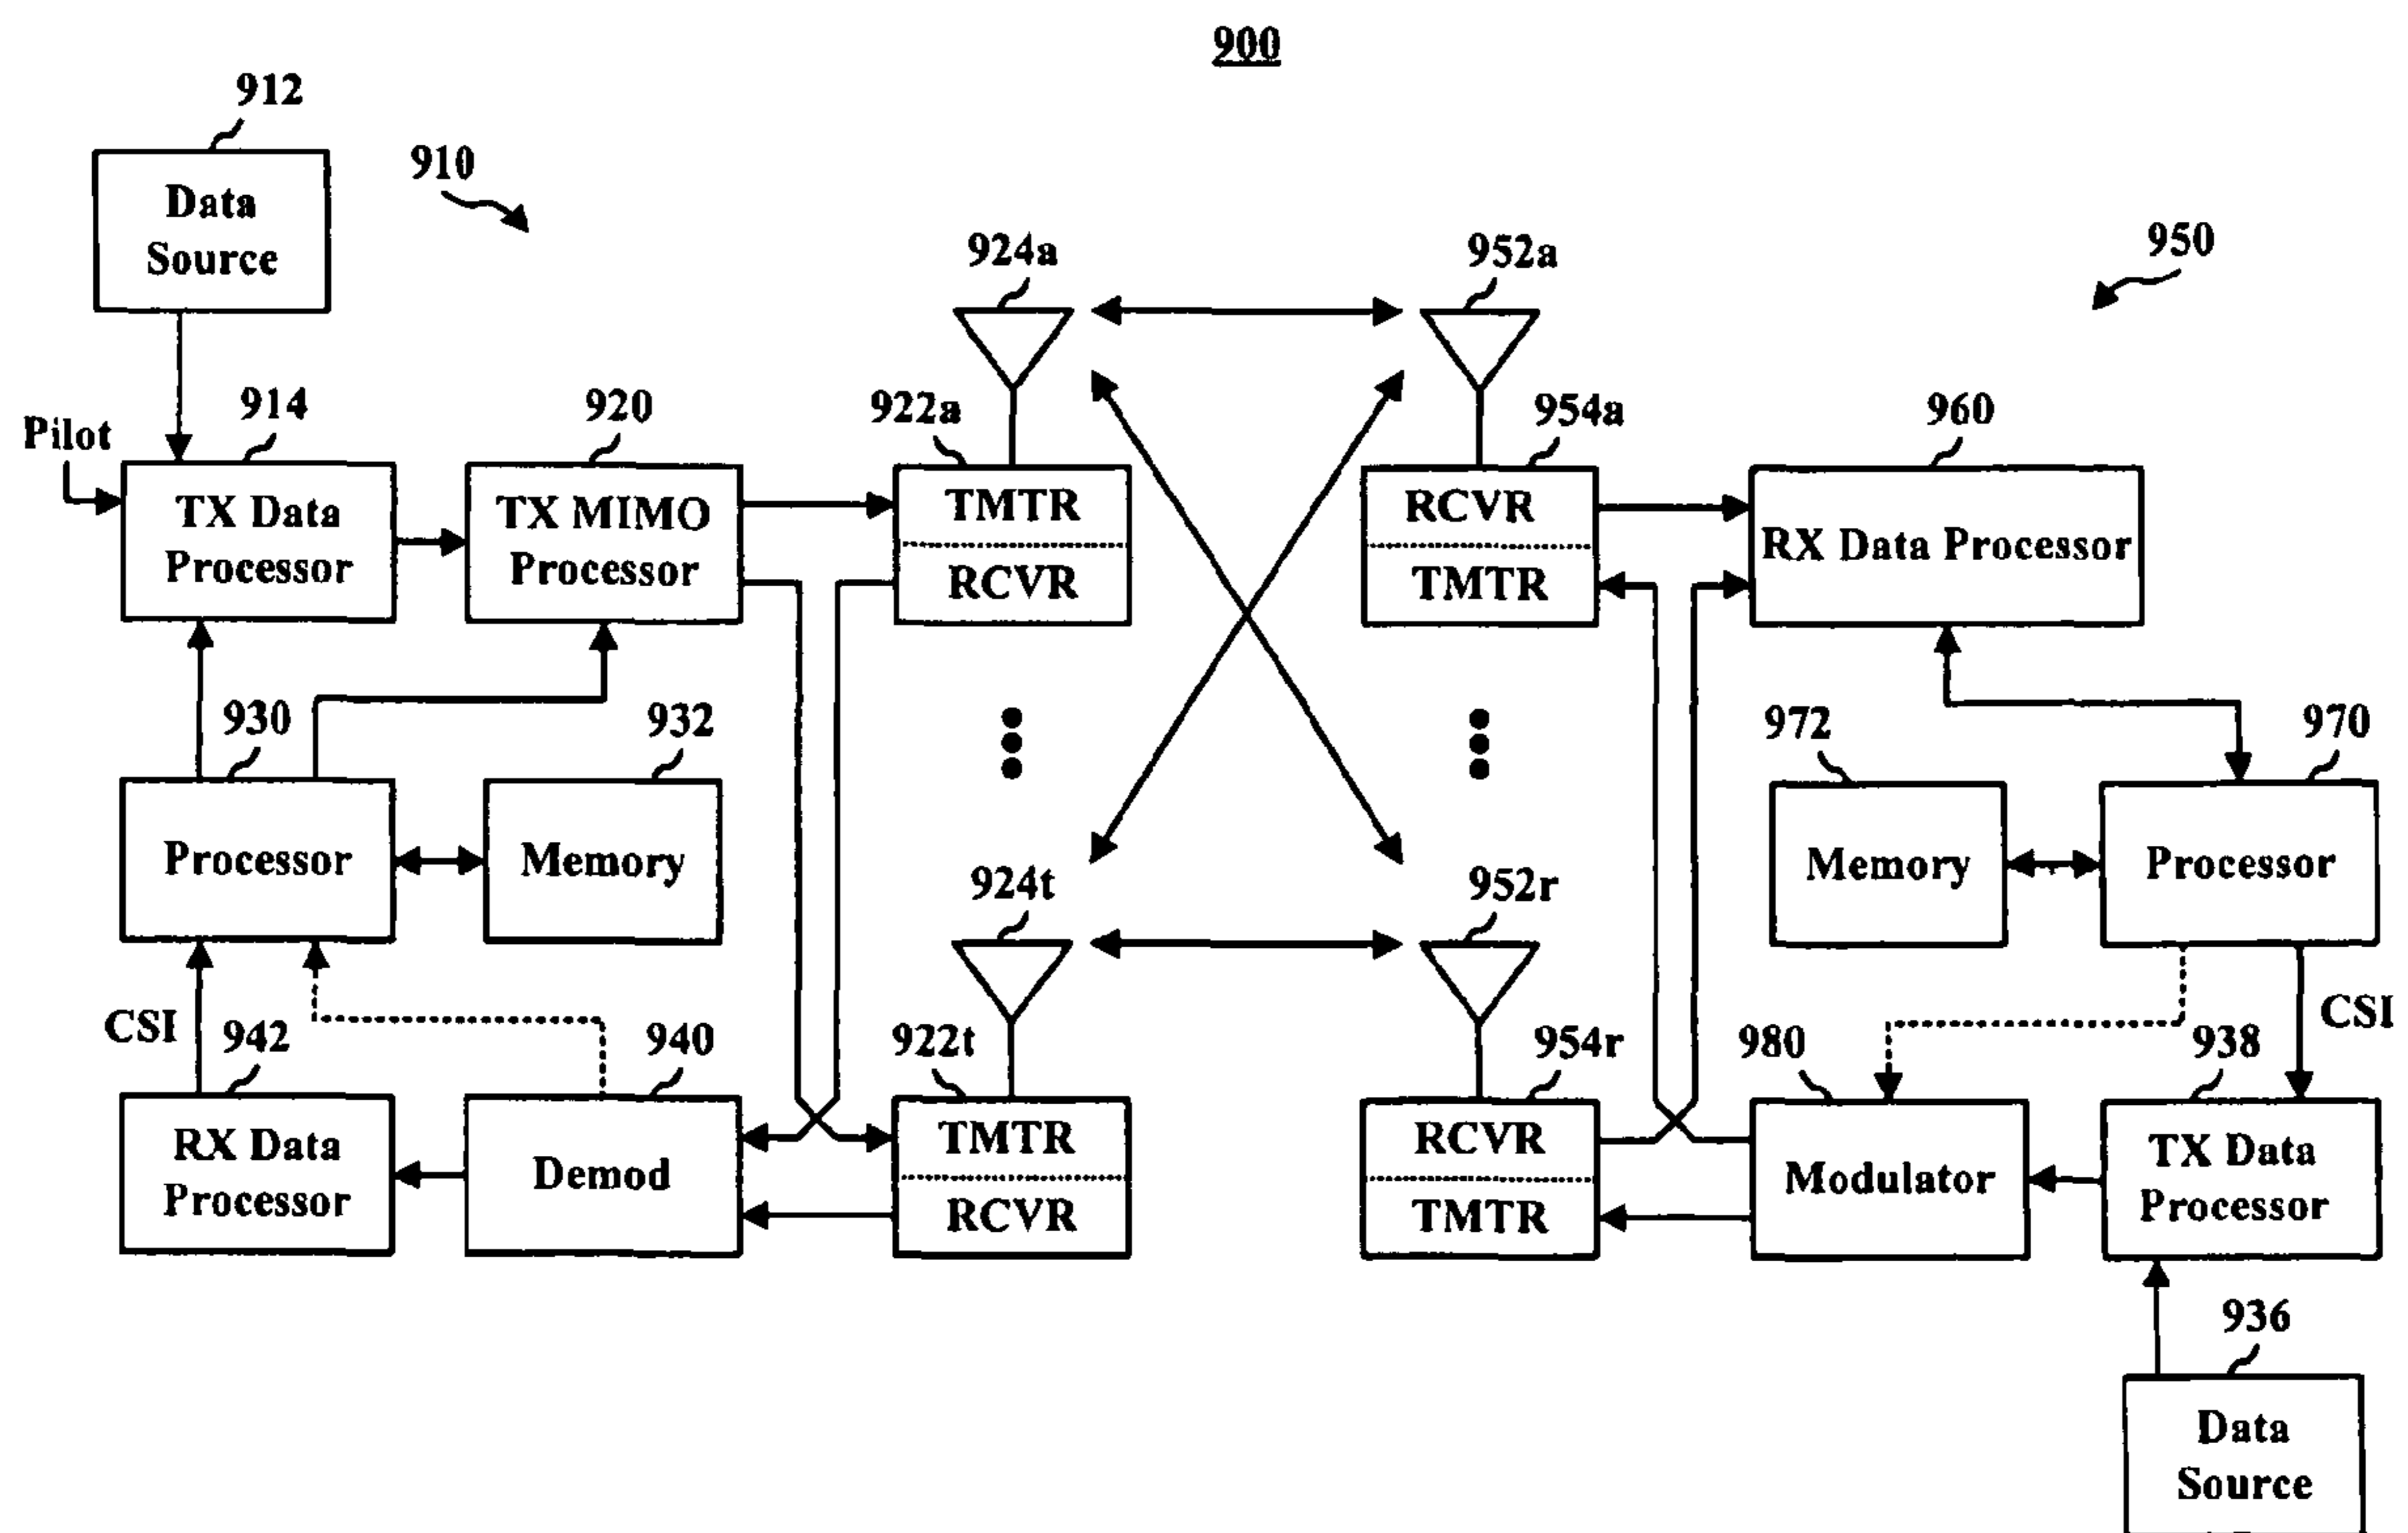 900
912
Data
Source
910
950
924a
952a
Pilot
914
TX Data
Processor
920
TX MIMO
Processor
922a
TMTR
RCVR
954a
RCVR
TMTR
960
RX Data Processor
930
Processor
932
Memory
972
Memory
970
Processor
924t
952r
CSI
942
RX Data
Processor
940
Demod
922t
TMTR
RCVR
954r
RCVR
TMTR
980
Modulator
CSI
938
TX Data
Processor
936
Data
Source